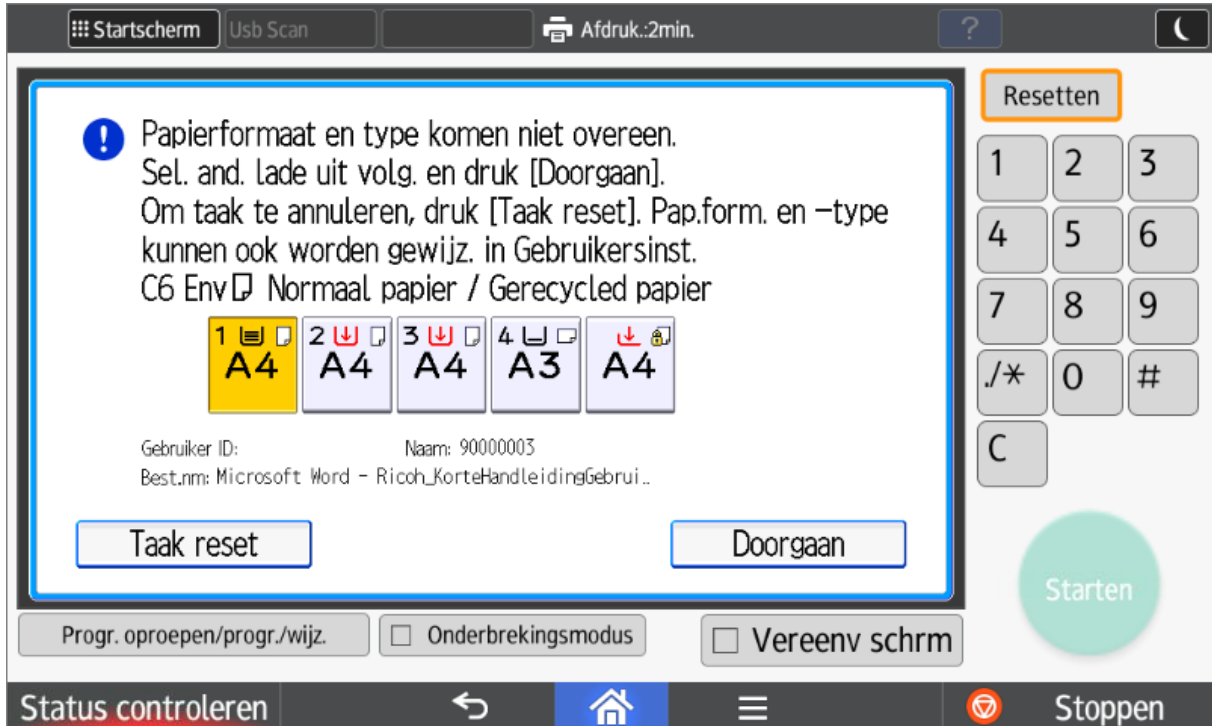 Startscherm Usb Scan Afdruk.:2min. ?
Resetten
! Papierformaat en type komen niet overeen.
Sel. and. lade uit volg. en druk [Doorgaan].
Om taak te annuleren, druk [Taak reset]. Pap.form. en -type
kunnen ook worden gewijz. in Gebruikersinst.
C6 Env Normaal papier / Gerecycled papier
1 A4
2 A4
3 A4
4 A3
A4
Gebruiker ID: Naam: 90000003
Best.nm: Microsoft Word - Ricoh_KorteHandleidingGebrui..
Taak reset Doorgaan
1 2 3
4 5 6
7 8 9
./* 0 #
C
Starten
Progr. oproepen/progr./wijz. Onderbrekingsmodus Vereenv schrm
Status controleren Stoppen